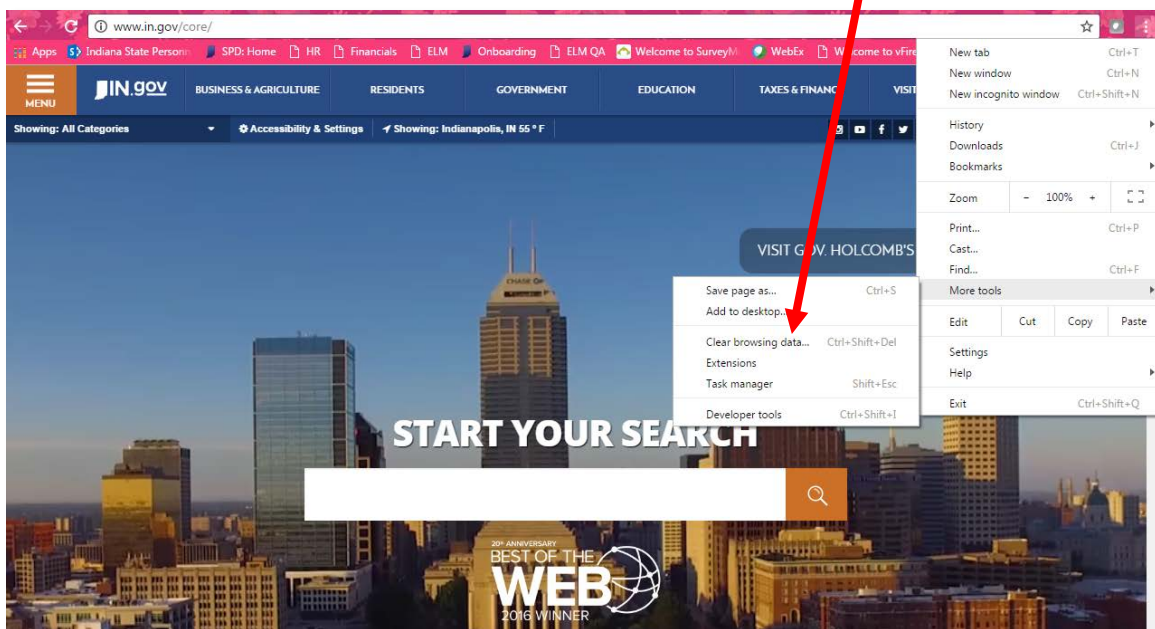 www.in.gov/core/
Apps Indiana State Personn SPD: Home HR Financials ELM Onboarding ELM QA Welcome to SurveyM WebEx Welcome to vFire
MENU IN.gov BUSINESS & AGRICULTURE RESIDENTS GOVERNMENT EDUCATION TAXES & FINANC VISIT
Showing: All Categories Accessibility & Settings Showing: Indianapolis, IN 55 ° F
New tab Ctrl+T
New window Ctrl+N
New incognito window Ctrl+Shift+N
History
Downloads Ctrl+J
Bookmarks
Zoom - 100% +
Print... Ctrl+P
Cast...
Find... Ctrl+F
More tools
Edit Cut Copy Paste
Settings
Help
Exit Ctrl+Shift+Q
VISIT GOV. HOLCOMB'S
Save page as... Ctrl+S
Add to desktop...
Clear browsing data... Ctrl+Shift+Del
Extensions
Task manager Shift+Esc
Developer tools Ctrl+Shift+I
CHASE
START YOUR SEARCH
20th ANNIVERSARY
BEST OF THE
WEB
2016 WINNER